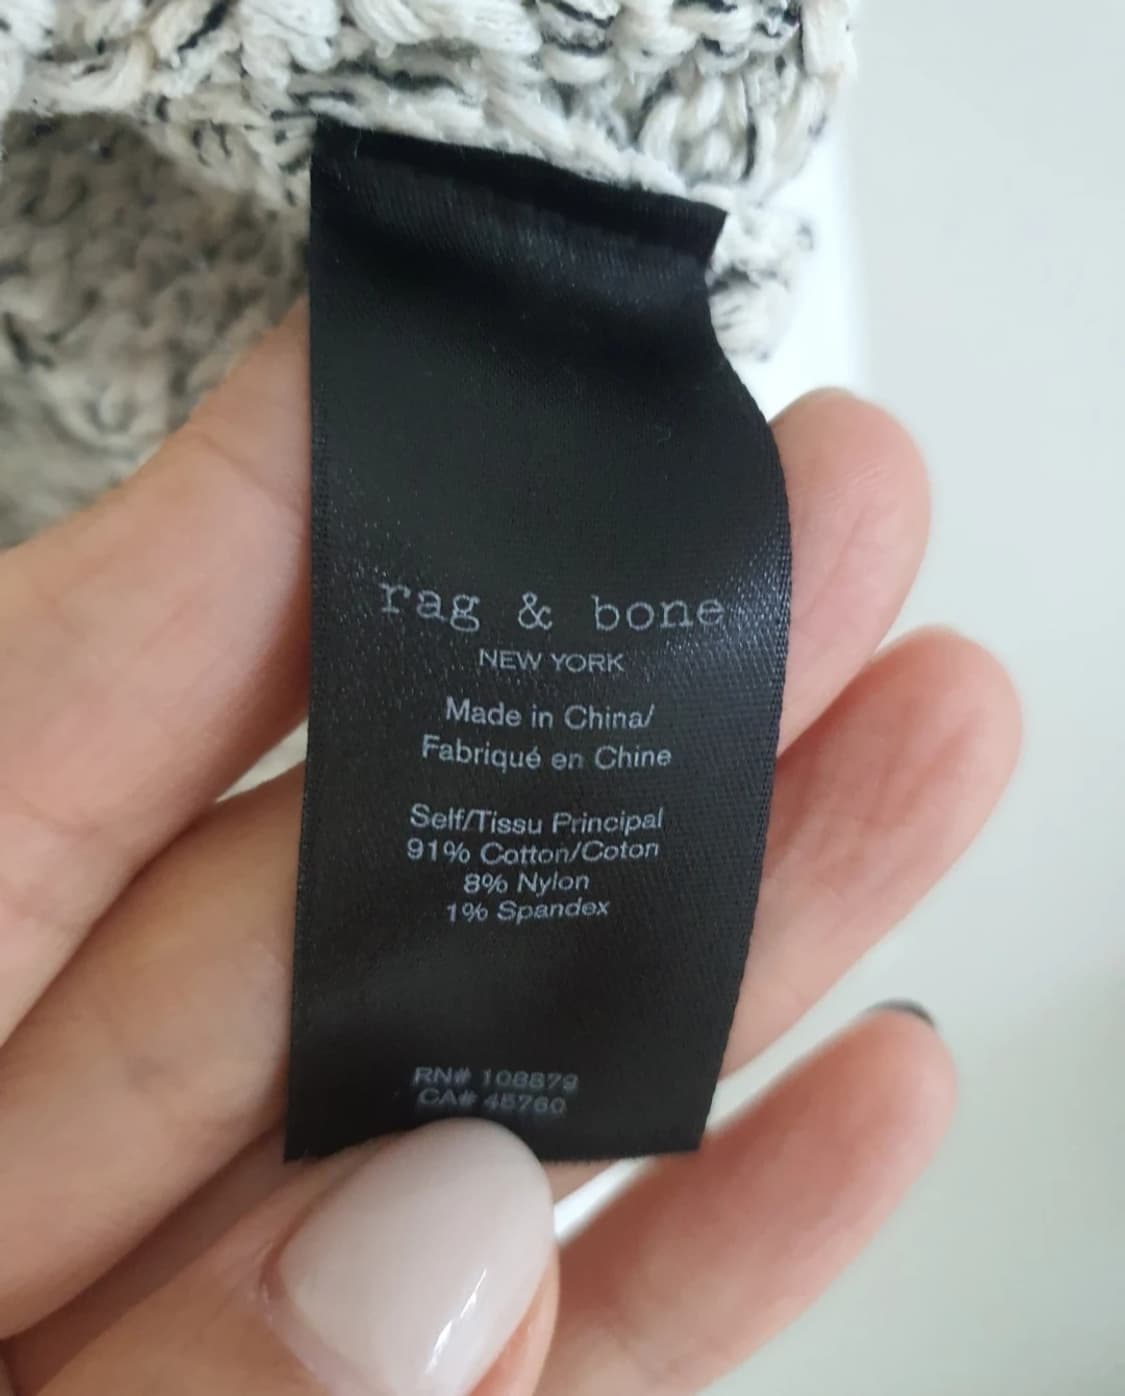 rag & bone
NEW YORK
Made in China/
Fabriqué en Chine
Self/Tissu Principal
91% Cotton/Coton
8% Nylon
1% Spandex
RN# 108879
CA# 45760